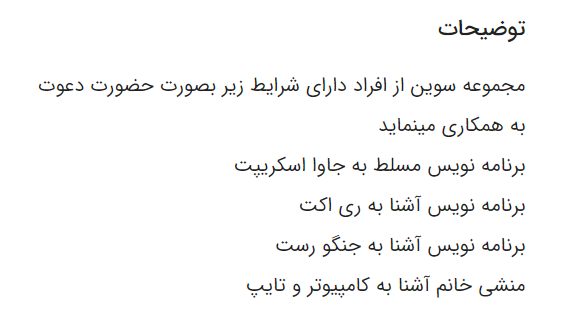 توضیحات
مجموعه سوین از افراد دارای شرایط زیر بصورت حضورت دعوت
به همکاری مینماید
برنامه نویس مسلط به جاوا اسکریپت
برنامه نویس آشنا به ری اکت
برنامه نویس آشنا به جنگو رست
منشی خانم آشنا به کامپیوتر و تایپ